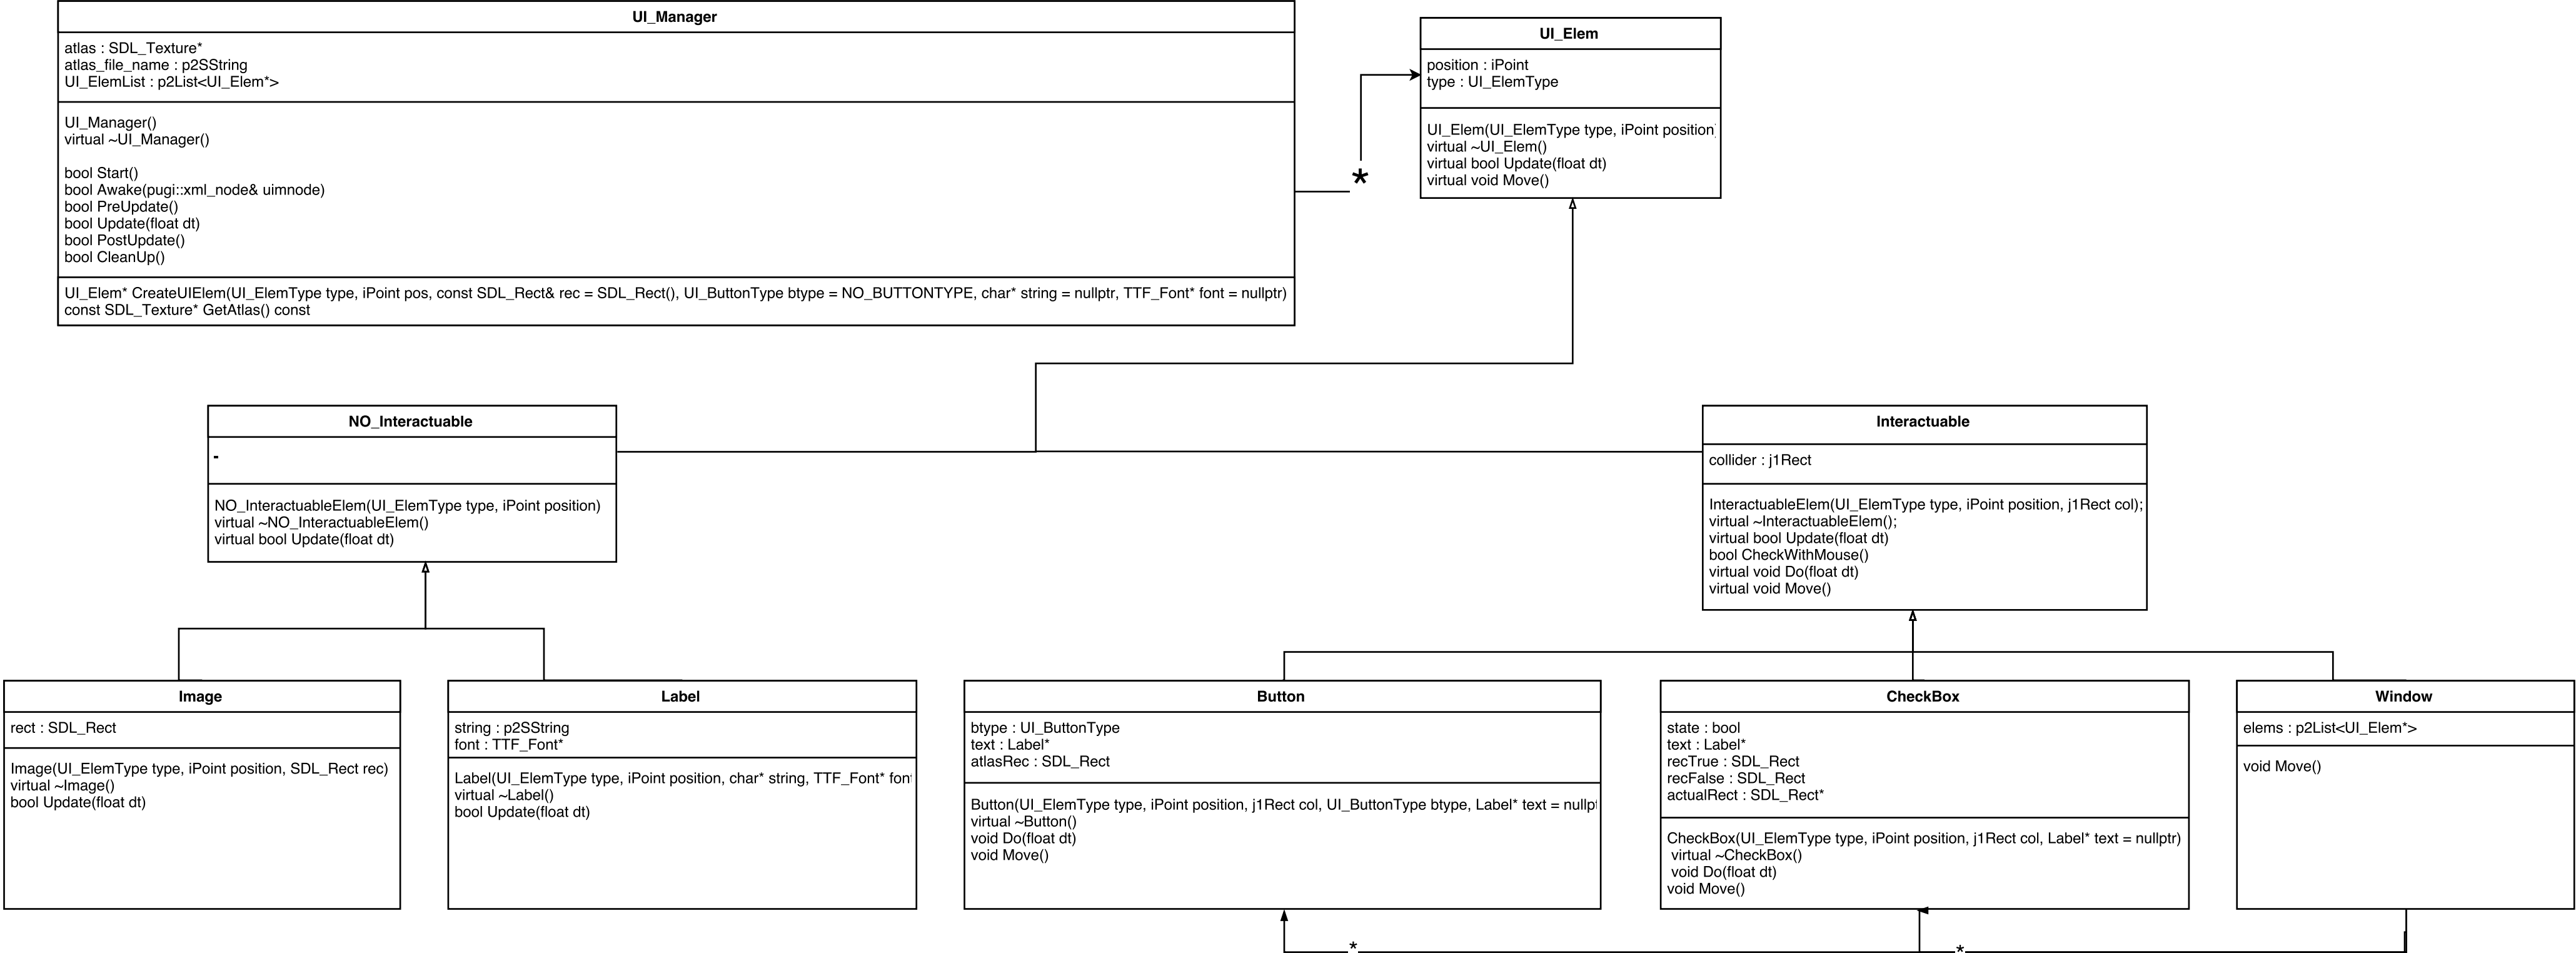 UI_Manager
atlas : SDL_Texture*
atlas_file_name : p2SString
UI_ElemList : p2List<UI_Elem*>
UI_Manager()
virtual ~UI_Manager()
bool Start()
bool Awake(pugi::xml_node& uimnode)
bool PreUpdate()
bool Update(float dt)
bool PostUpdate()
bool CleanUp()
UI_Elem* CreateUIElem(UI_ElemType type, iPoint pos, const SDL_Rect& rec = SDL_Rect(), UI_ButtonType btype = NO_BUTTONTYPE, char* string = nullptr, TTF_Font* font = nullptr)
const SDL_Texture* GetAtlas() const
*
UI_Elem
position : iPoint
type : UI_ElemType
UI_Elem(UI_ElemType type, iPoint position)
virtual ~UI_Elem()
virtual bool Update(float dt)
virtual void Move()
NO_Interactuable
-
NO_InteractuableElem(UI_ElemType type, iPoint position)
virtual ~NO_InteractuableElem()
virtual bool Update(float dt)
Interactuable
collider : j1Rect
InteractuableElem(UI_ElemType type, iPoint position, j1Rect col);
virtual ~InteractuableElem();
virtual bool Update(float dt)
bool CheckWithMouse()
virtual void Do(float dt)
virtual void Move()
Image
rect : SDL_Rect
Image(UI_ElemType type, iPoint position, SDL_Rect rec)
virtual ~Image()
bool Update(float dt)
Label
string : p2SString
font : TTF_Font*
Label(UI_ElemType type, iPoint position, char* string, TTF_Font* fon
virtual ~Label()
bool Update(float dt)
Button
btype : UI_ButtonType
text : Label*
atlasRec : SDL_Rect
Button(UI_ElemType type, iPoint position, j1Rect col, UI_ButtonType btype, Label* text = nullp
virtual ~Button()
void Do(float dt)
void Move()
CheckBox
state : bool
text : Label*
recTrue : SDL_Rect
recFalse : SDL_Rect
actualRect : SDL_Rect*
CheckBox(UI_ElemType type, iPoint position, j1Rect col, Label* text = nullptr)
virtual ~CheckBox()
void Do(float dt)
void Move()
Window
elems : p2List<UI_Elem*>
void Move()
*
*